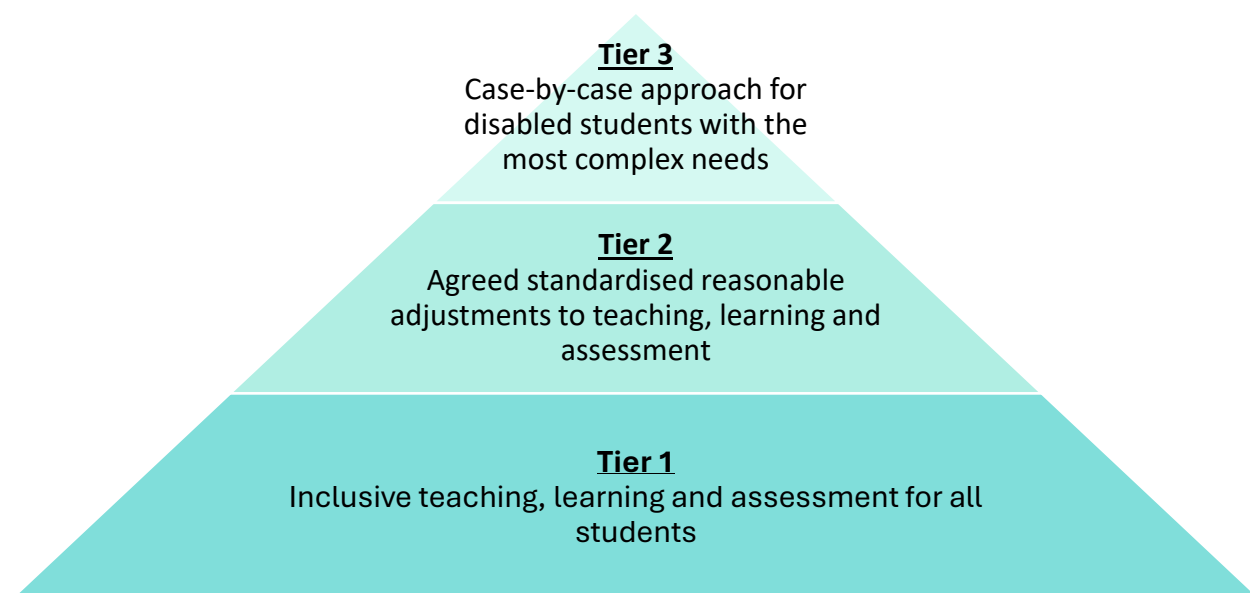 Tier 3
Case-by-case approach for
disabled students with the
most complex needs
Tier 2
Agreed standardised reasonable
adjustments to teaching, learning and
assessment
Tier 1
Inclusive teaching, learning and assessment for all
students